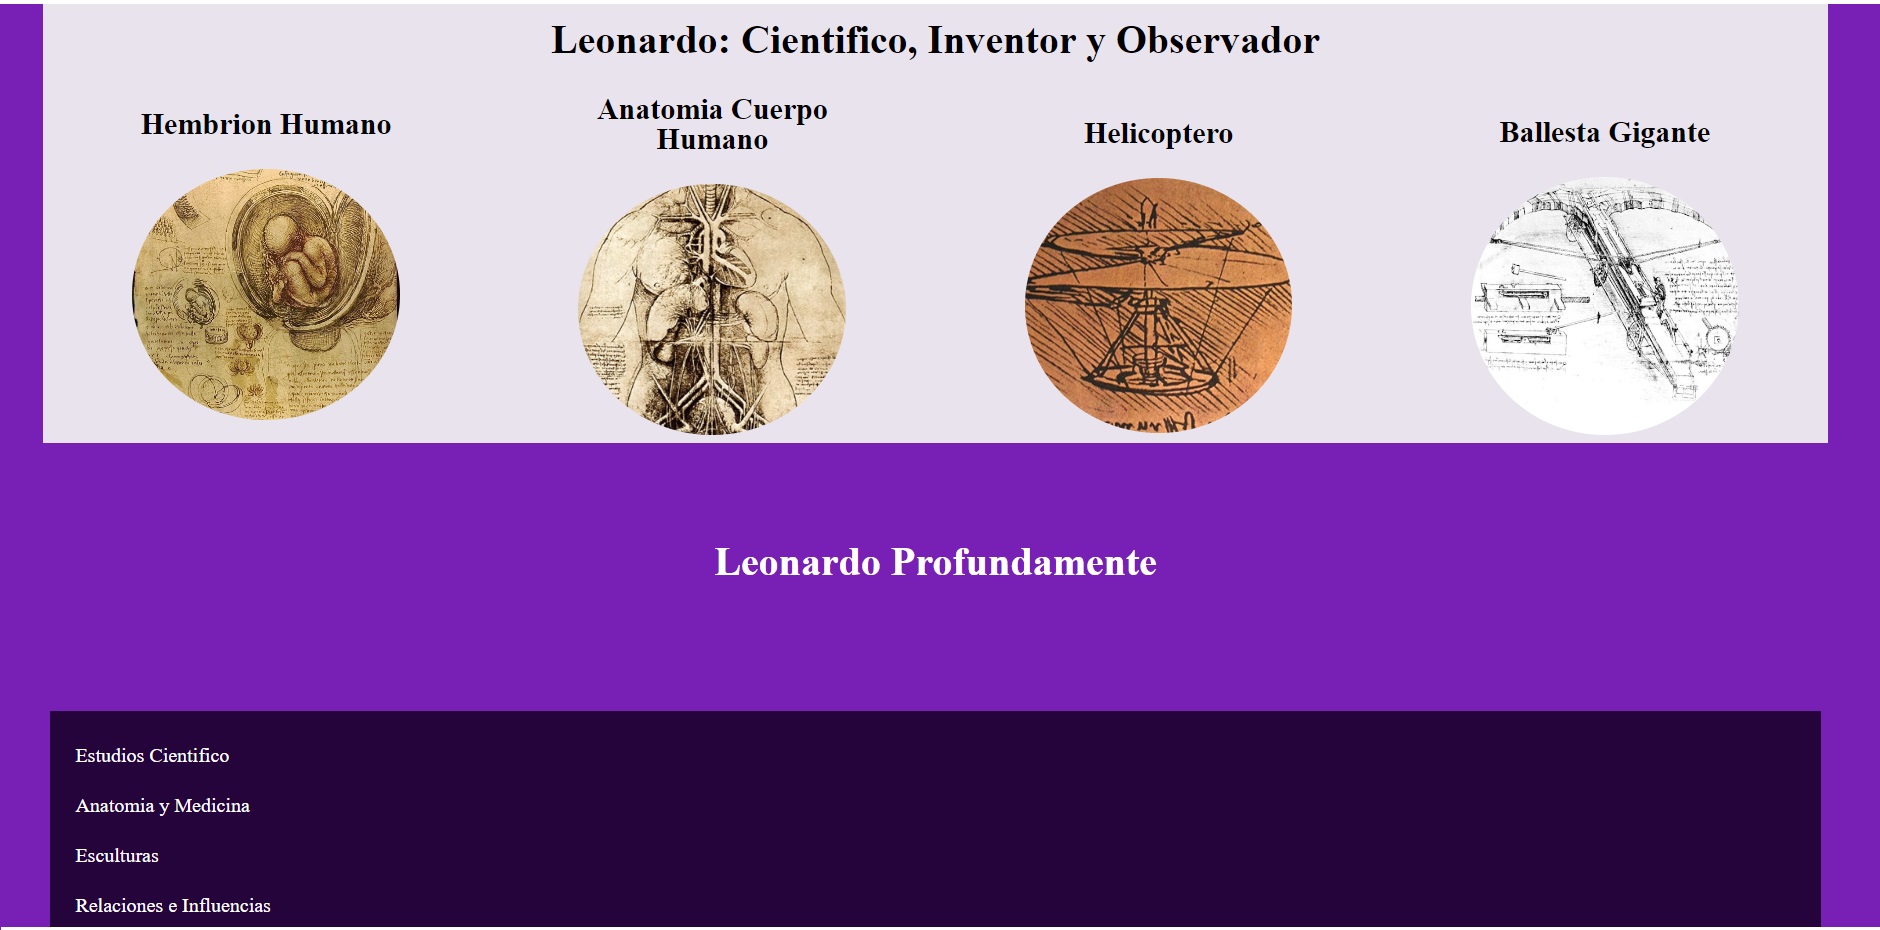 Leonardo: Cientifico, Inventor y Observador
Hembrion Humano
Anatomia Cuerpo
Humano
Helicoptero
Ballesta Gigante
Leonardo Profundamente
Estudios Cientifico
Anatomia y Medicina
Esculturas
Relaciones e Influencias